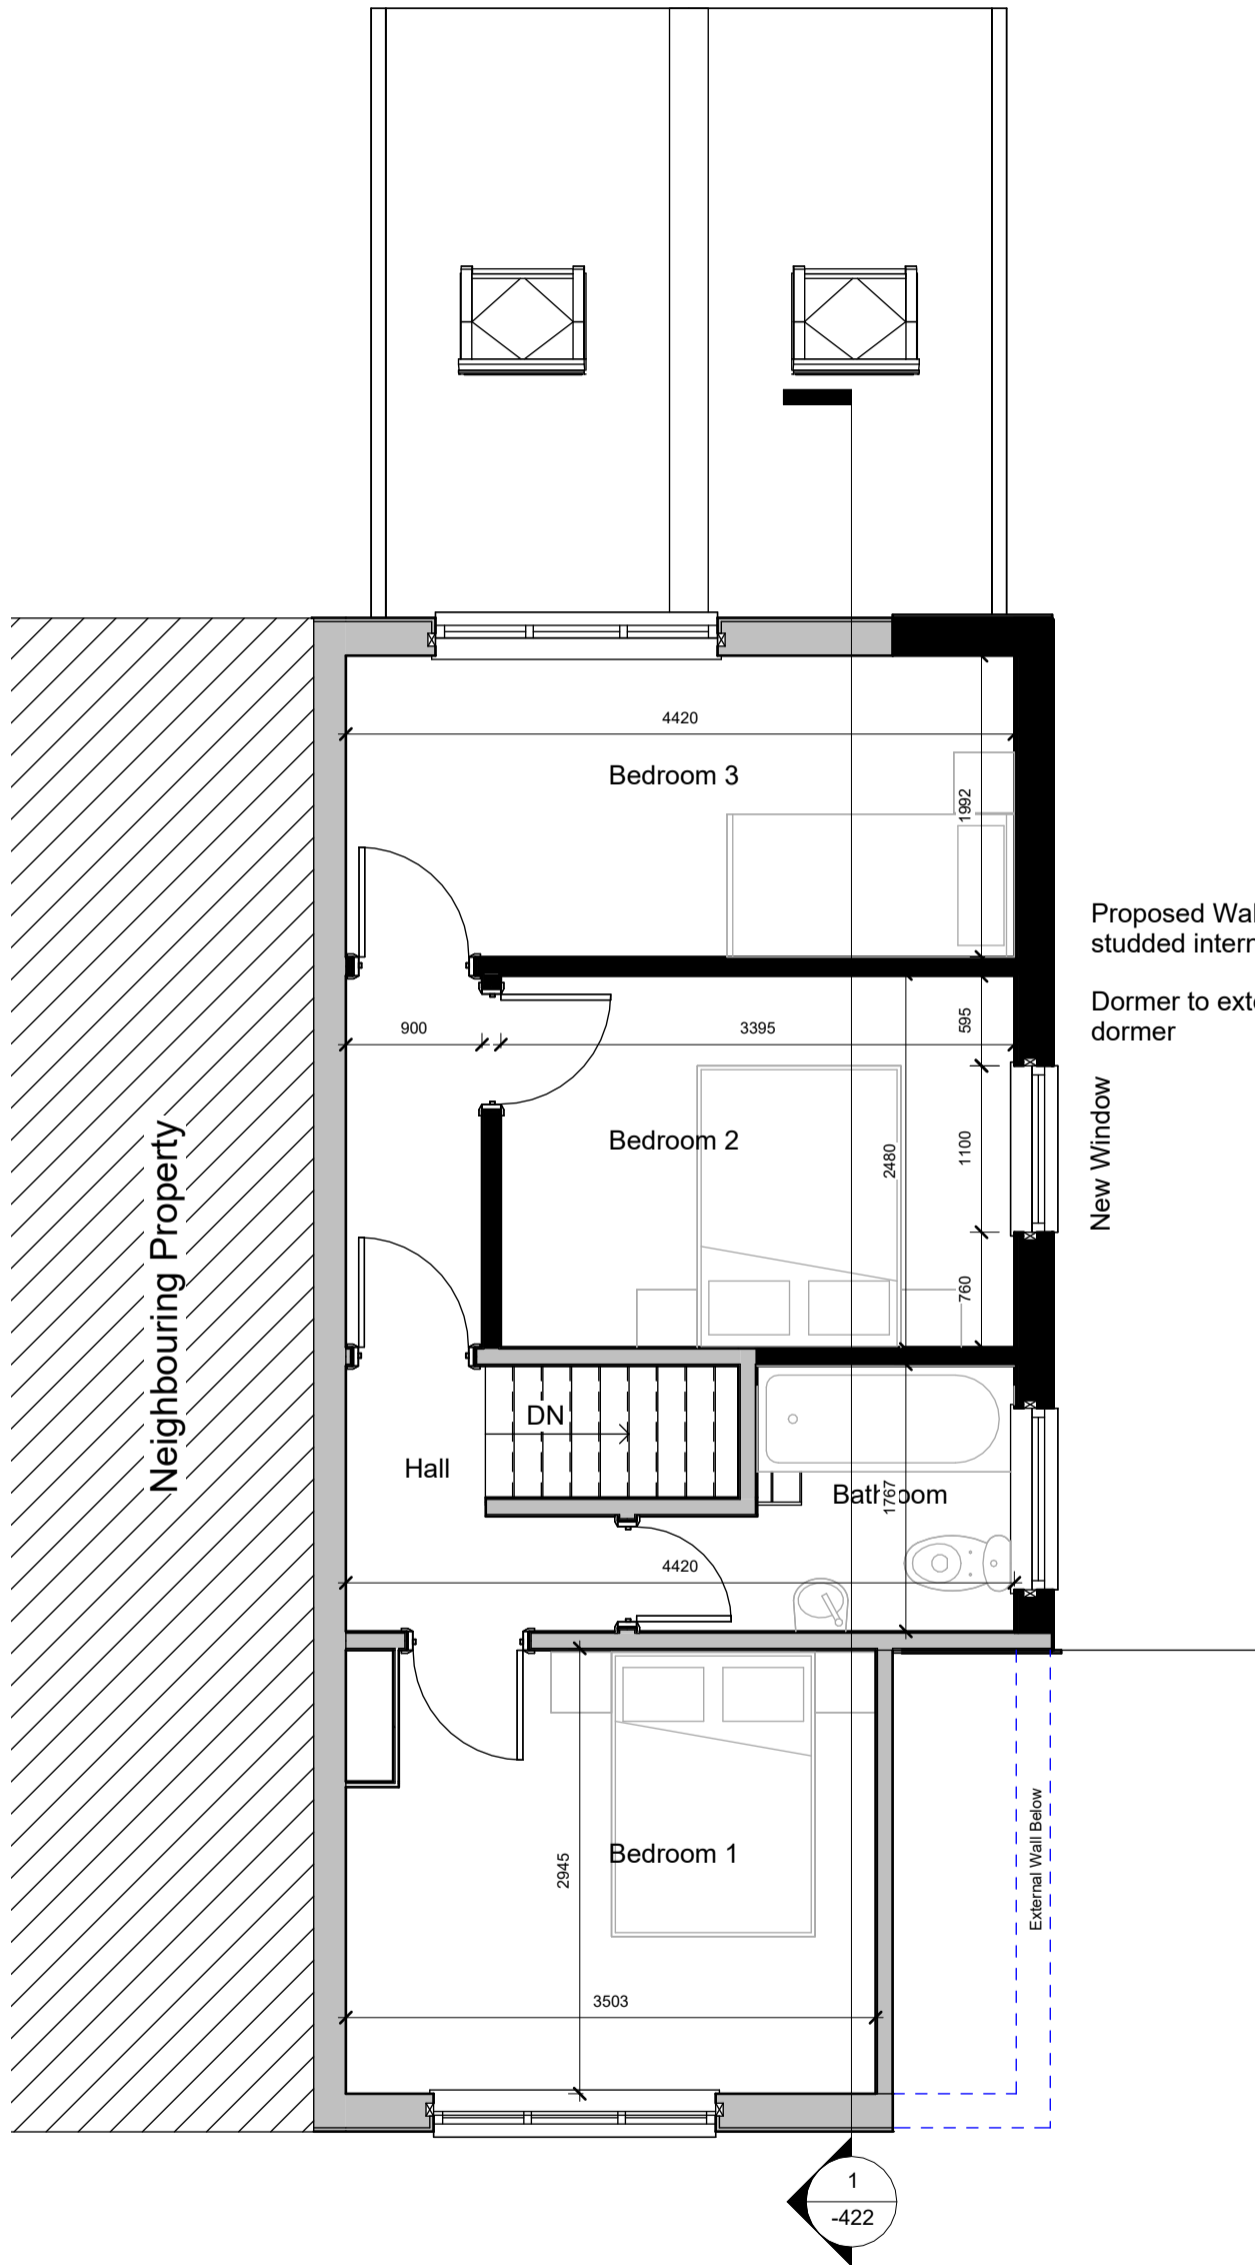 4420
Bedroom 3
1992
Proposed Wal
studded intern
Dormer to exte
dormer
900
3395
595
Bedroom 2
2480
1100
New Window
760
Neighbouring Property
DN
Hall
Bathroom
1767
4420
Bedroom 1
2945
External Wall Below
3503
1
-422